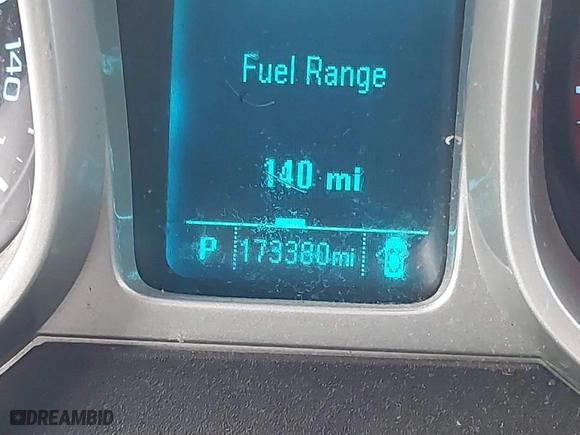 140
Fuel Range
140 mi
P 173380mi
DREAMBID